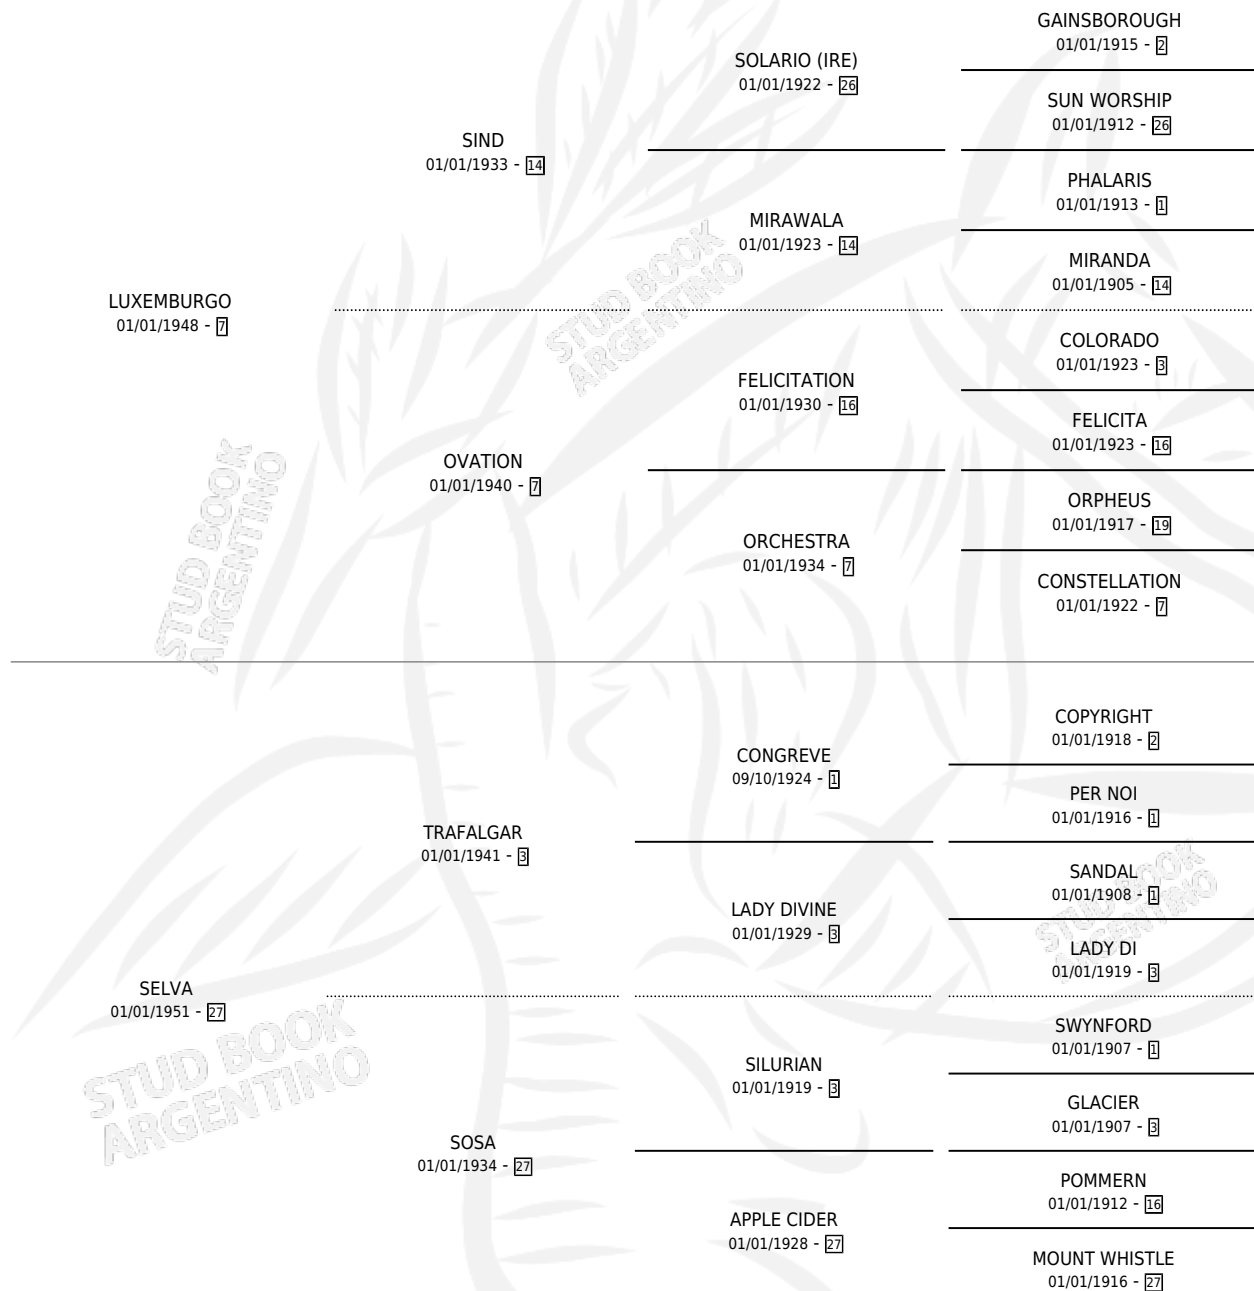 GAINSBOROUGH
01/01/1915 - 2
SOLARIO (IRE)
01/01/1922 - 26
SUN WORSHIP
01/01/1912 - 26
SIND
01/01/1933 - 14
PHALARIS
01/01/1913 - 1
MIRAWALA
01/01/1923 - 14
MIRANDA
01/01/1905 - 14
LUXEMBURGO
01/01/1948 - 7
COLORADO
01/01/1923 - 3
FELICITATION
01/01/1930 - 16
FELICITA
01/01/1923 - 16
OVATION
01/01/1940 - 7
ORPHEUS
01/01/1917 - 19
ORCHESTRA
01/01/1934 - 7
CONSTELLATION
01/01/1922 - 7
COPYRIGHT
01/01/1918 - 2
CONGREVE
09/10/1924 - 1
PER NOI
01/01/1916 - 1
TRAFALGAR
01/01/1941 - 3
SANDAL
01/01/1908 - 1
LADY DIVINE
01/01/1929 - 3
LADY DI
01/01/1919 - 3
SELVA
01/01/1951 - 27
SWYNFORD
01/01/1907 - 1
SILURIAN
01/01/1919 - 3
GLACIER
01/01/1907 - 3
SOSA
01/01/1934 - 27
POMMERN
01/01/1912 - 16
APPLE CIDER
01/01/1928 - 27
MOUNT WHISTLE
01/01/1916 - 27
STUD BOOK
ARGENTINO
STUD BOOK
ARGENTINO
STUD BOOK
ARGENTINO
STUD BOOK
ARGENTINO